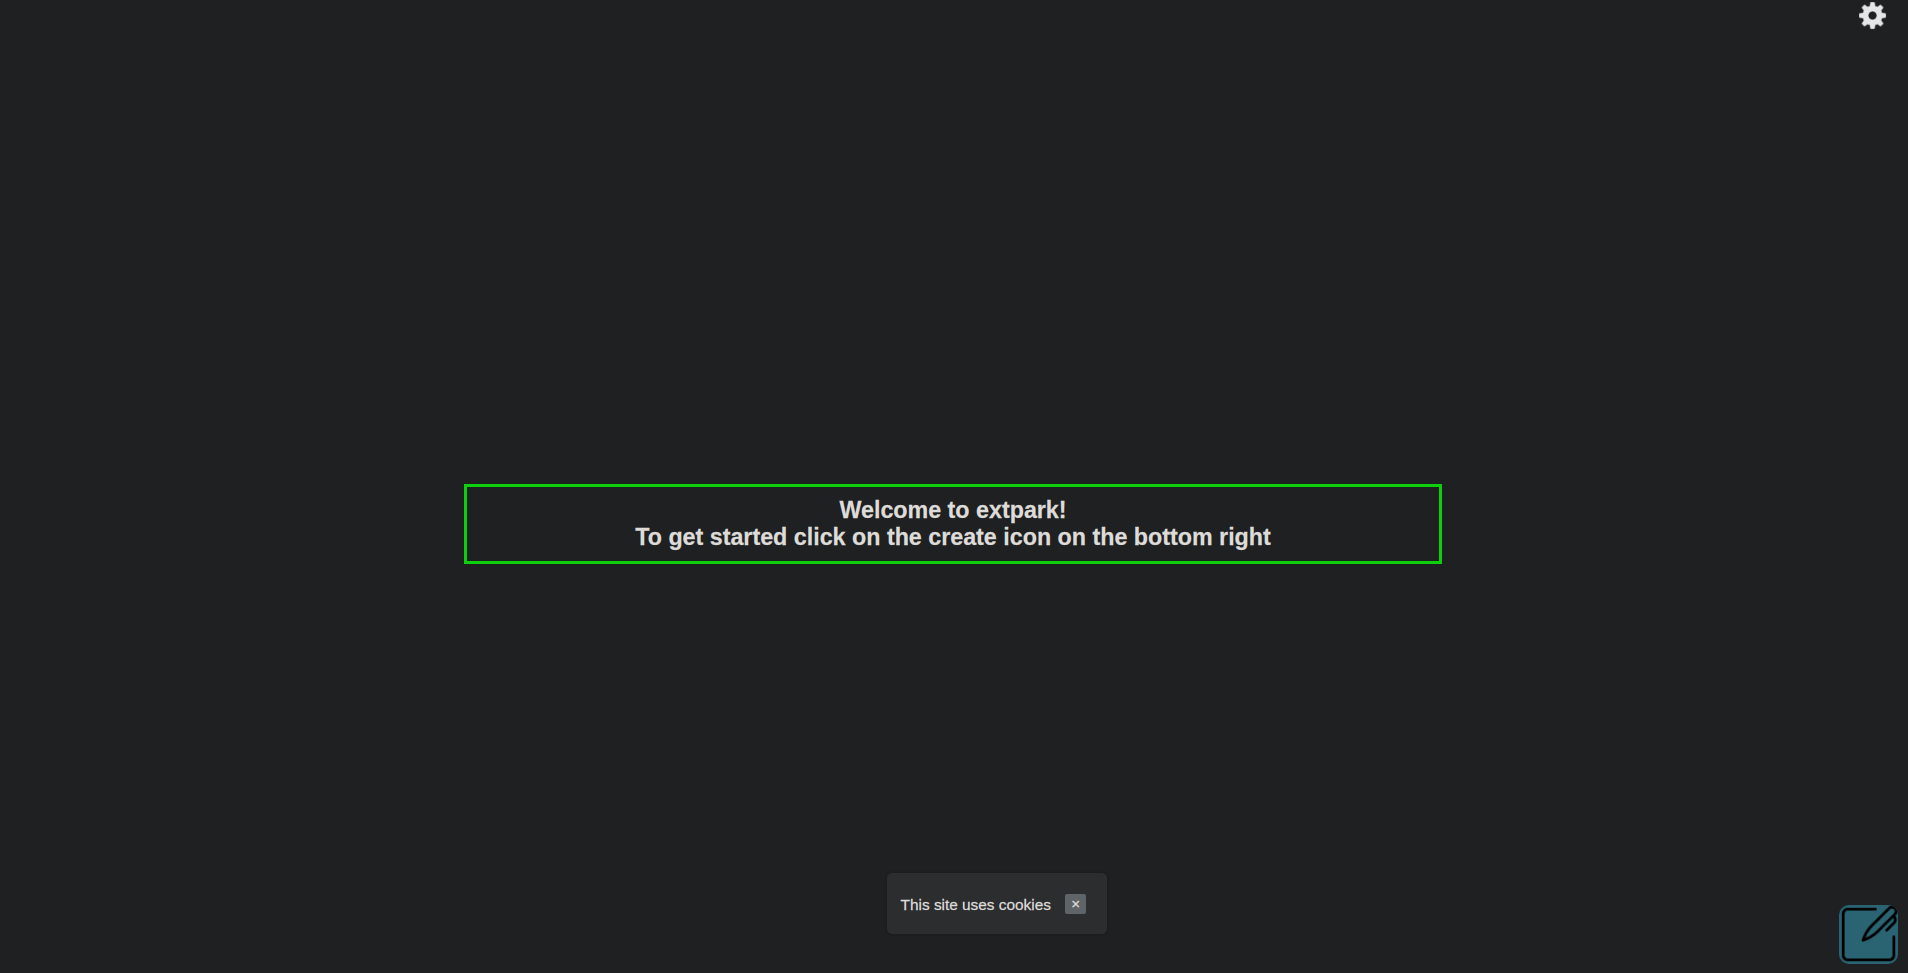 Welcome to extpark!
To get started click on the create icon on the bottom right
This site uses cookies